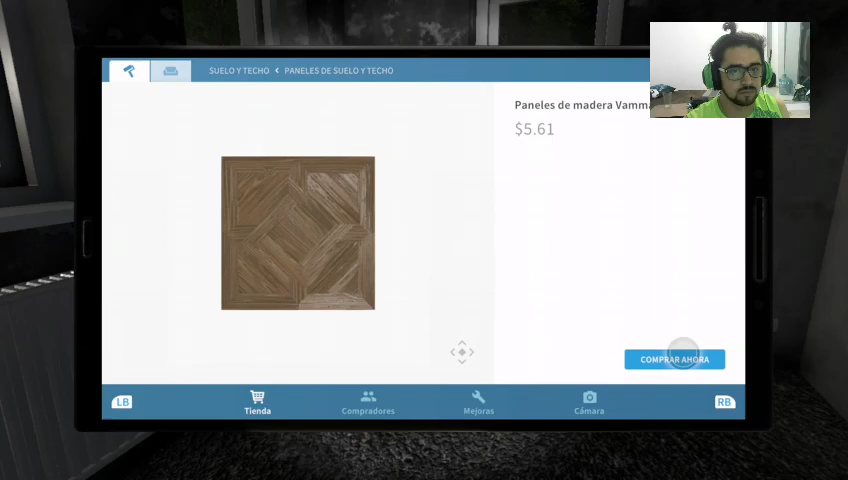 SUELO Y TECHO < PANELES DE SUELO Y TECHO
Paneles de madera
$5.61
COMPRAR AHORA
LB
Tienda
Compradores
Mejoras
Cámara
RB